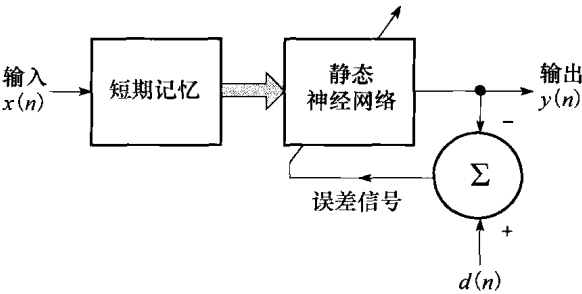 输入
x(n)
短期记忆
静态
神经网络
输出
y(n)
−
Σ
误差信号
+
d(n)